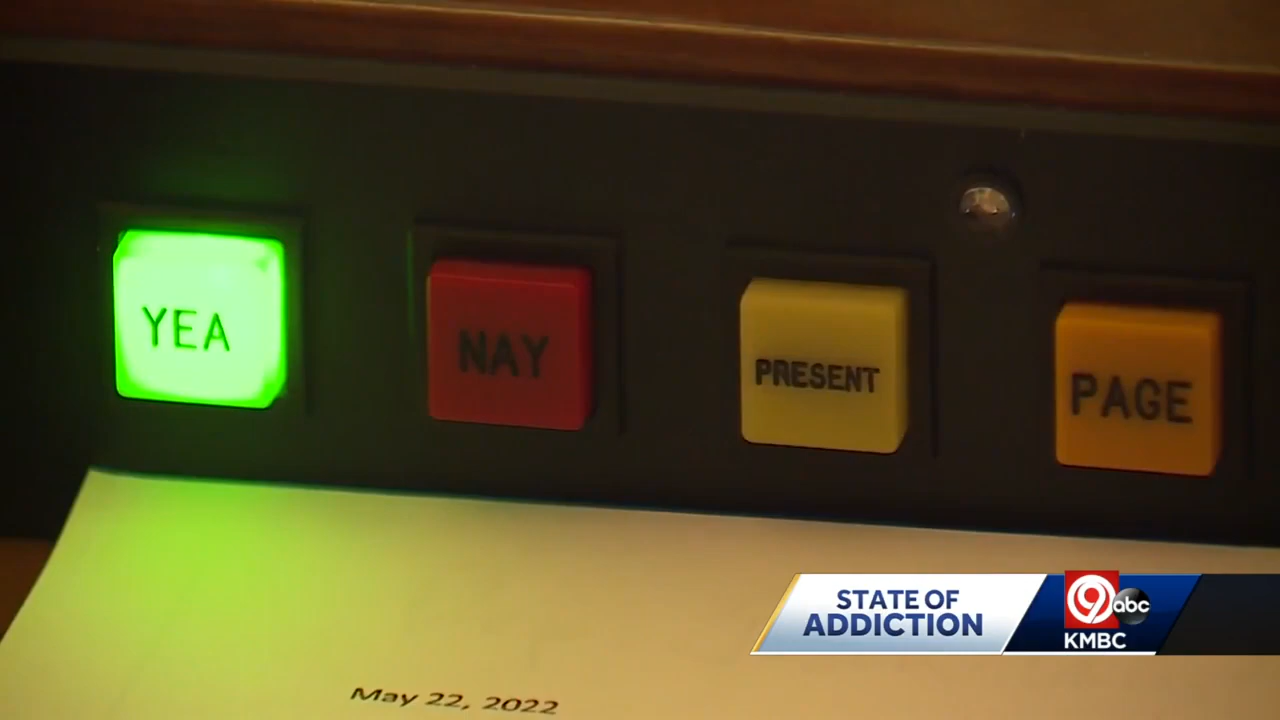 YEA
NAY
PRESENT
PAGE
STATE OF
ADDICTION
9 abc
KMBC
May 22, 2022